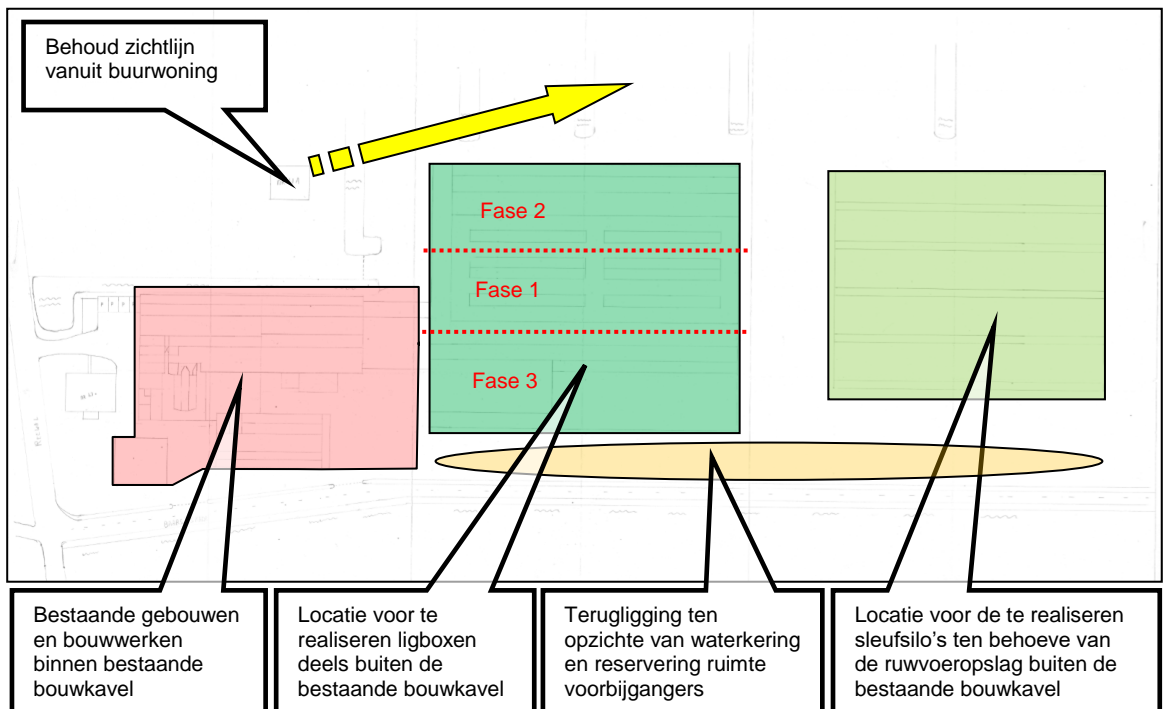 Behoud zichtlijn
vanuit buurwoning
Fase 2
Fase 1
Fase 3
Bestaande gebouwen
en bouwwerken
binnen bestaande
bouwkavel
Locatie voor te
realiseren ligboxen
deels buiten de
bestaande bouwkavel
Terugligging ten
opzichte van waterkering
en reservering ruimte
voorbijgangers
Locatie voor de te realiseren
sleufsilo's ten behoeve van
de ruwvoeropslag buiten de
bestaande bouwkavel